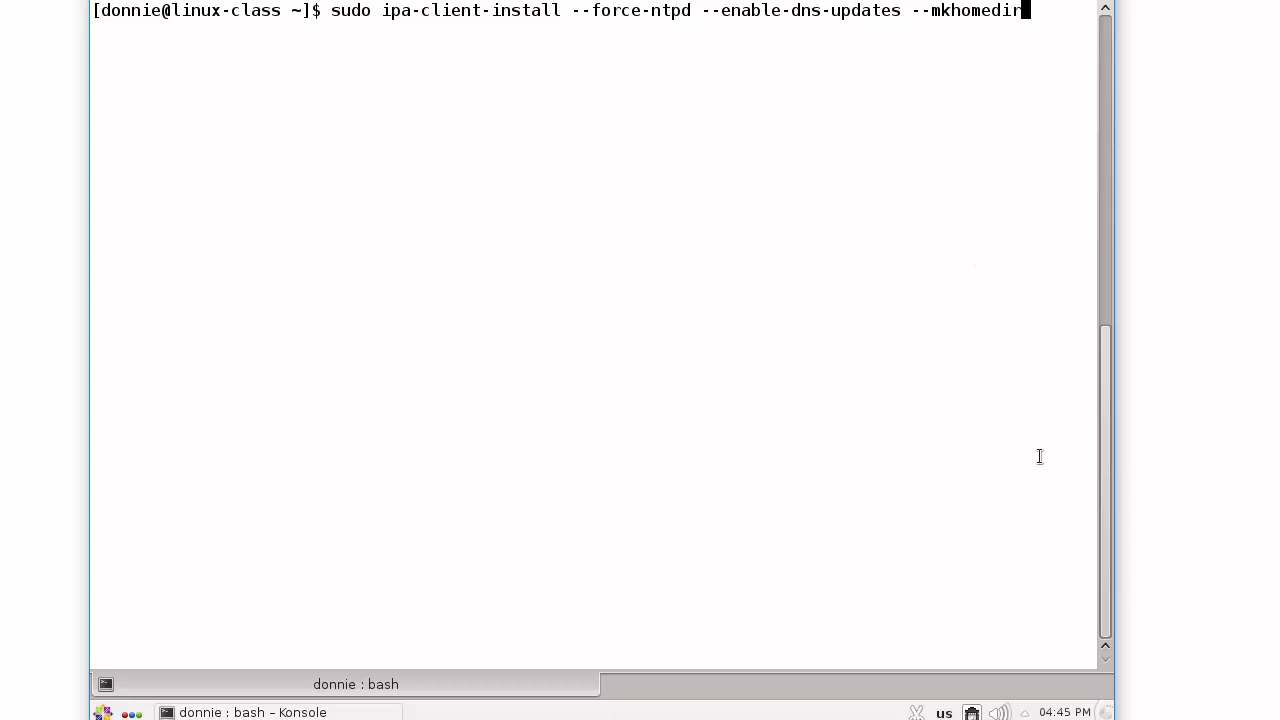 [donnie@linux-class ~]$ sudo ipa-client-install --force-ntpd --enable-dns-updates --mkhomedir
donnie : bash
donnie : bash – Konsole
us
04:45 PM